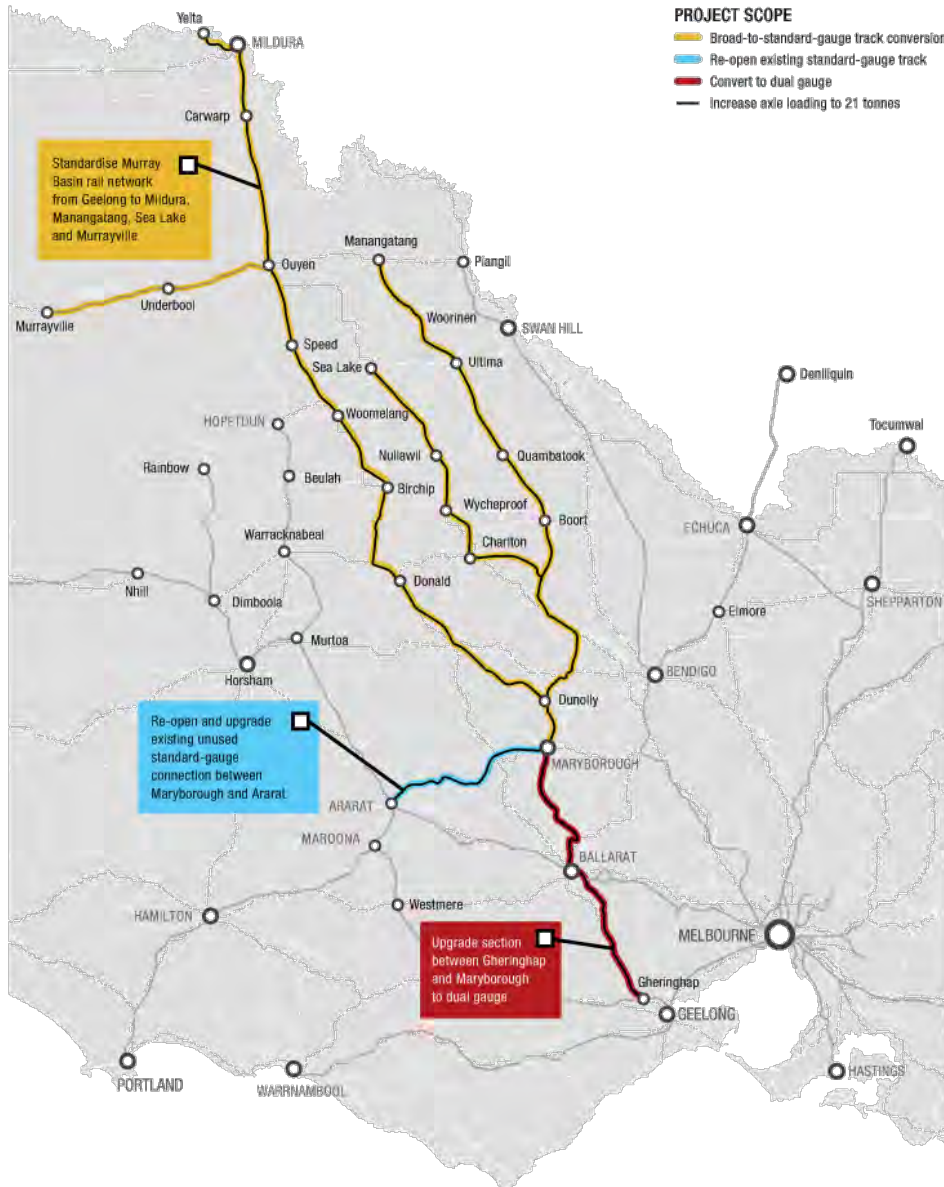 PROJECT SCOPE
Broad-to-standard-gauge track conversion
Re-open existing standard-gauge track
Convert to dual gauge
Increase axle loading to 21 tonnes
Yelta
MILDURA
Carwarp
Standardise Murray
Basin rail network
from Geelong to Mildura,
Manangatang, Sea Lake
and Murrayville
Manangatang
Piangil
Ouyen
Underbool
Murrayville
Woorinen
SWAN HILL
Speed
Ultima
Sea Lake
Deniliquin
Woomelang
HOPETOUN
Tocumwal
Nullawil
Quambatook
Rainbow
Beulah
Birchip
Wycheproof
Boort
ECHUCA
Warracknabeal
Charlton
Nhill
Donald
Dimboola
Elmore
SHEPPARTON
Murtoa
Horsham
BENDIGO
Dunolly
Re-open and upgrade
existing unused
standard-gauge
connection between
Maryborough and Ararat
MARYBOROUGH
ARARAT
MAROONA
BALLARAT
Westmere
HAMILTON
MELBOURNE
Upgrade section
between Gheringhap
and Maryborough
to dual gauge
Gheringhap
GEELONG
PORTLAND
WARRNAMBOOL
HASTINGS